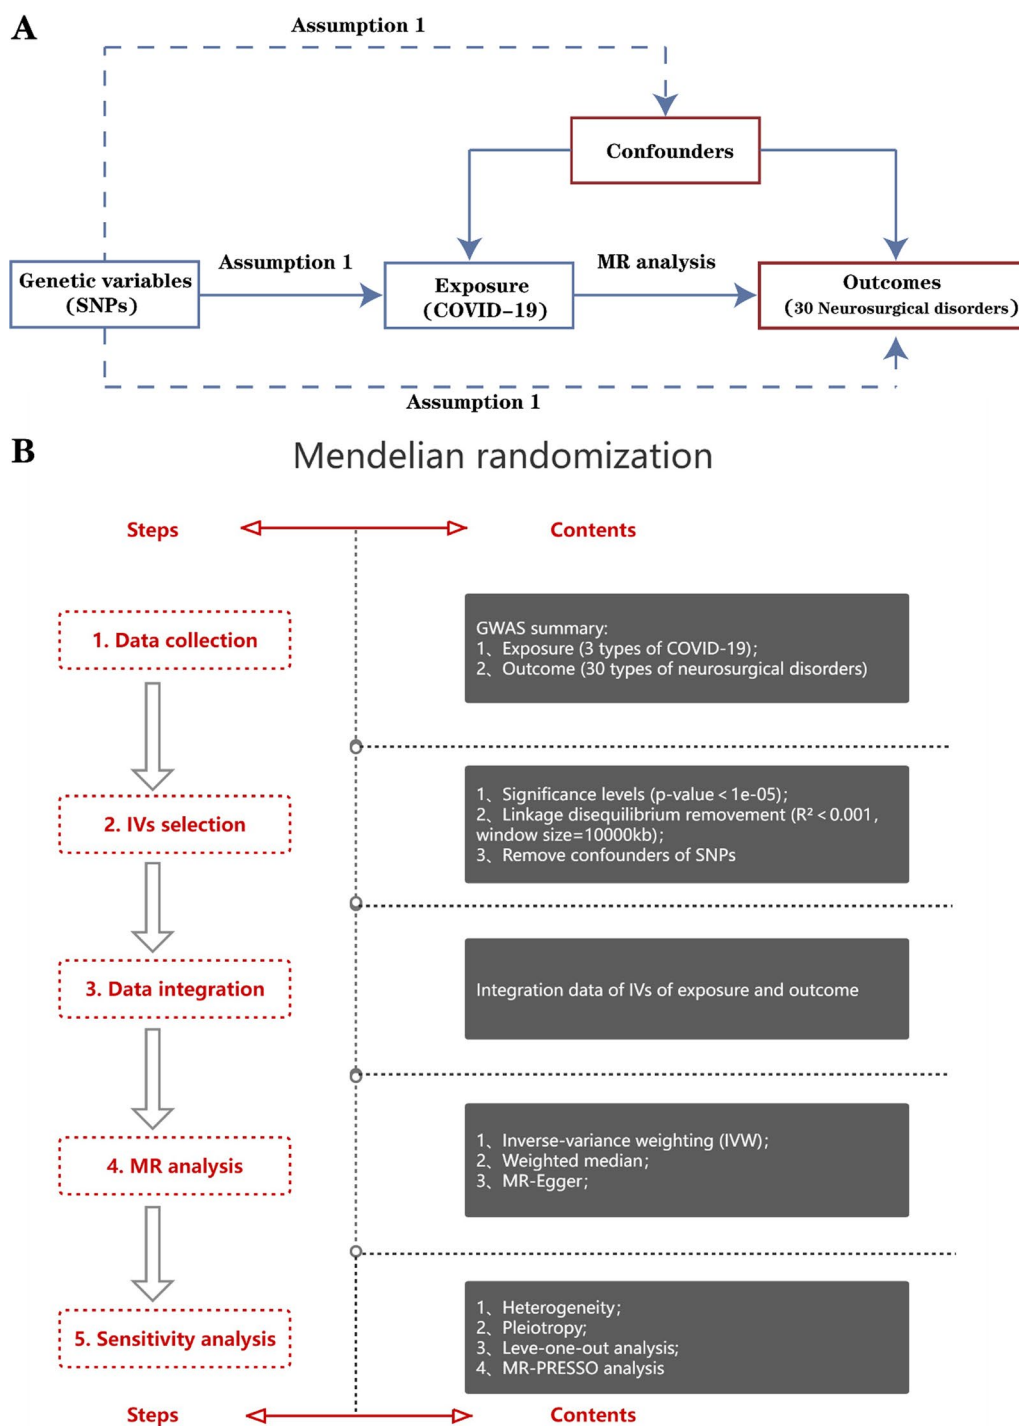 A
Assumption 1
Confounders
Assumption 1
MR analysis
Genetic variables
(SNPs)
Exposure
(COVID-19)
Outcomes
(30 Neurosurgical disorders)
Assumption 1
B
Mendelian randomization
Steps
Contents
1. Data collection
GWAS summary:
1、Exposure (3 types of COVID-19);
2、Outcome (30 types of neurosurgical disorders)
2. IVs selection
1、Significance levels (p-value < 1e-05);
2、Linkage disequilibrium removement (R² < 0.001,
window size=10000kb);
3、Remove confounders of SNPs
3. Data integration
Integration data of IVs of exposure and outcome
4. MR analysis
1、Inverse-variance weighting (IVW);
2、Weighted median;
3、MR-Egger;
5. Sensitivity analysis
1、Heterogeneity;
2、Pleiotropy;
3、Leve-one-out analysis;
4、MR-PRESSO analysis
Steps
Contents